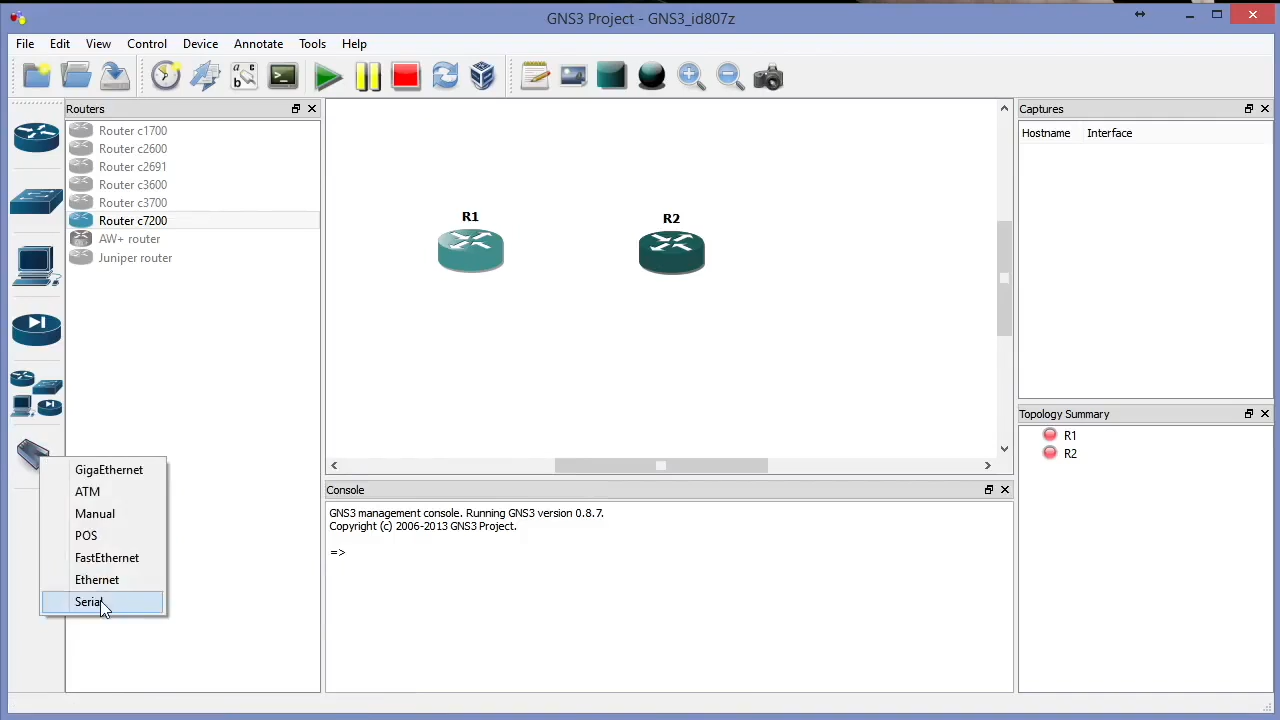 GNS3 Project - GNS3_id807z
File Edit View Control Device Annotate Tools Help
Routers
Router c1700
Router c2600
Router c2691
Router c3600
Router c3700
Router c7200
AW+ router
Juniper router
GigaEthernet
ATM
Manual
POS
FastEthernet
Ethernet
Serial
R1
R2
Console
GNS3 management console. Running GNS3 version 0.8.7.
Copyright (c) 2006-2013 GNS3 Project.
=>
Captures
Hostname Interface
Topology Summary
R1
R2